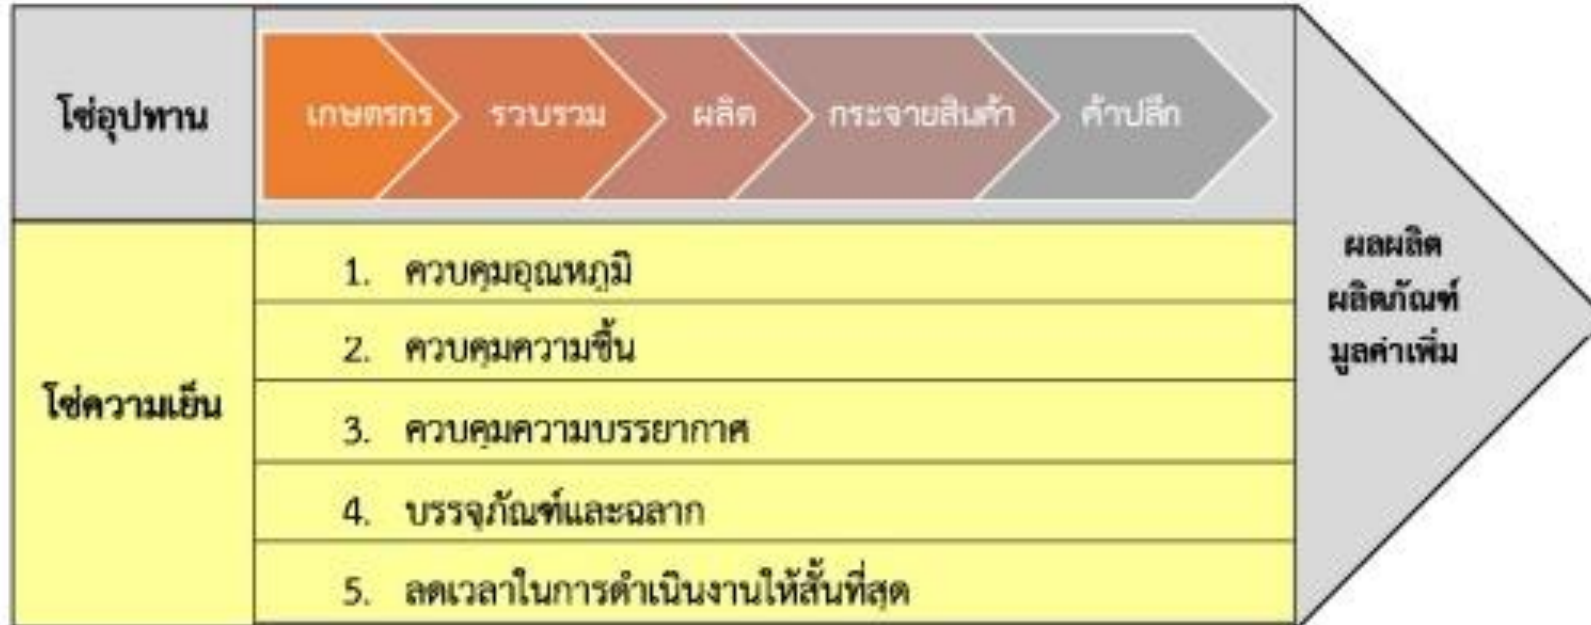 โซ่อุปทาน
เกษตรกร
รวบรวม
ผลิต
กระจายสินค้า
ค้าปลีก
โซ่ความเย็น
1. ควบคุมอุณหภูมิ
2. ควบคุมความชื้น
3. ควบคุมความบรรยากาศ
4. บรรจุภัณฑ์และฉลาก
5. ลดเวลาในการดำเนินงานให้สั้นที่สุด
ผลผลิต
ผลิตภัณฑ์
มูลค่าเพิ่ม